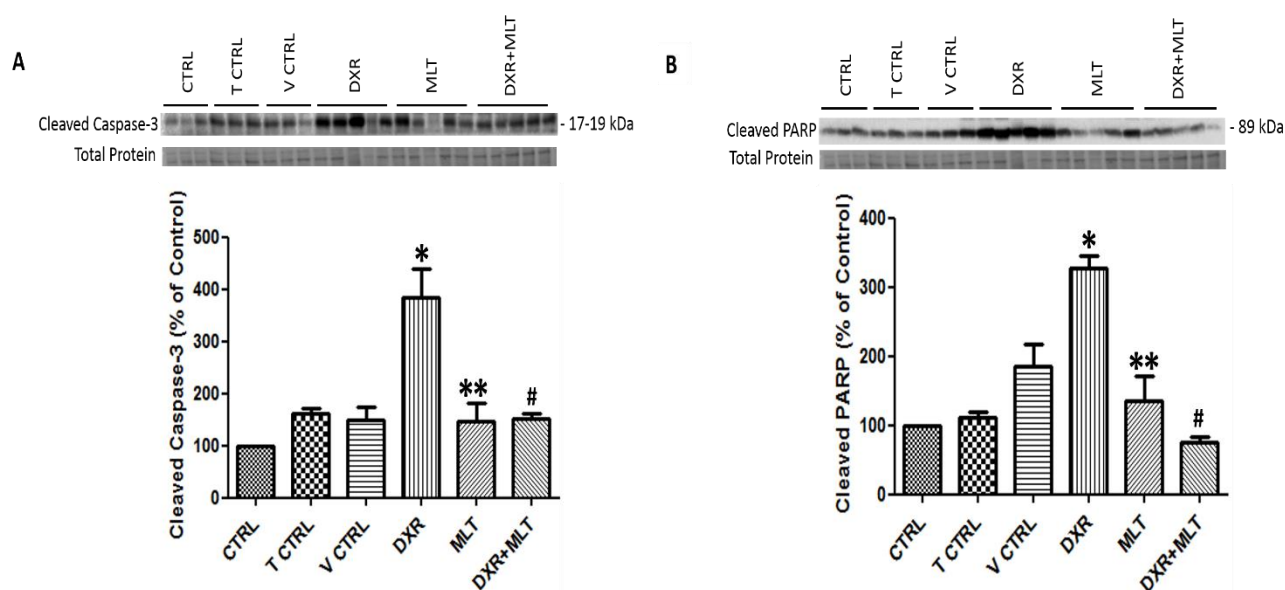 A
CTRL
T CTRL
V CTRL
DXR
MLT
DXR+MLT
Cleaved Caspase-3
- 17-19 kDa
Total Protein
Cleaved Caspase-3 (% of Control)
500
400
300
200
100
0
*
**
#
CTRL
T CTRL
V CTRL
DXR
MLT
DXR+MLT
B
CTRL
T CTRL
V CTRL
DXR
MLT
DXR+MLT
Cleaved PARP
- 89 kDa
Total Protein
Cleaved PARP (% of Control)
400
300
200
100
0
*
**
#
CTRL
T CTRL
V CTRL
DXR
MLT
DXR+MLT